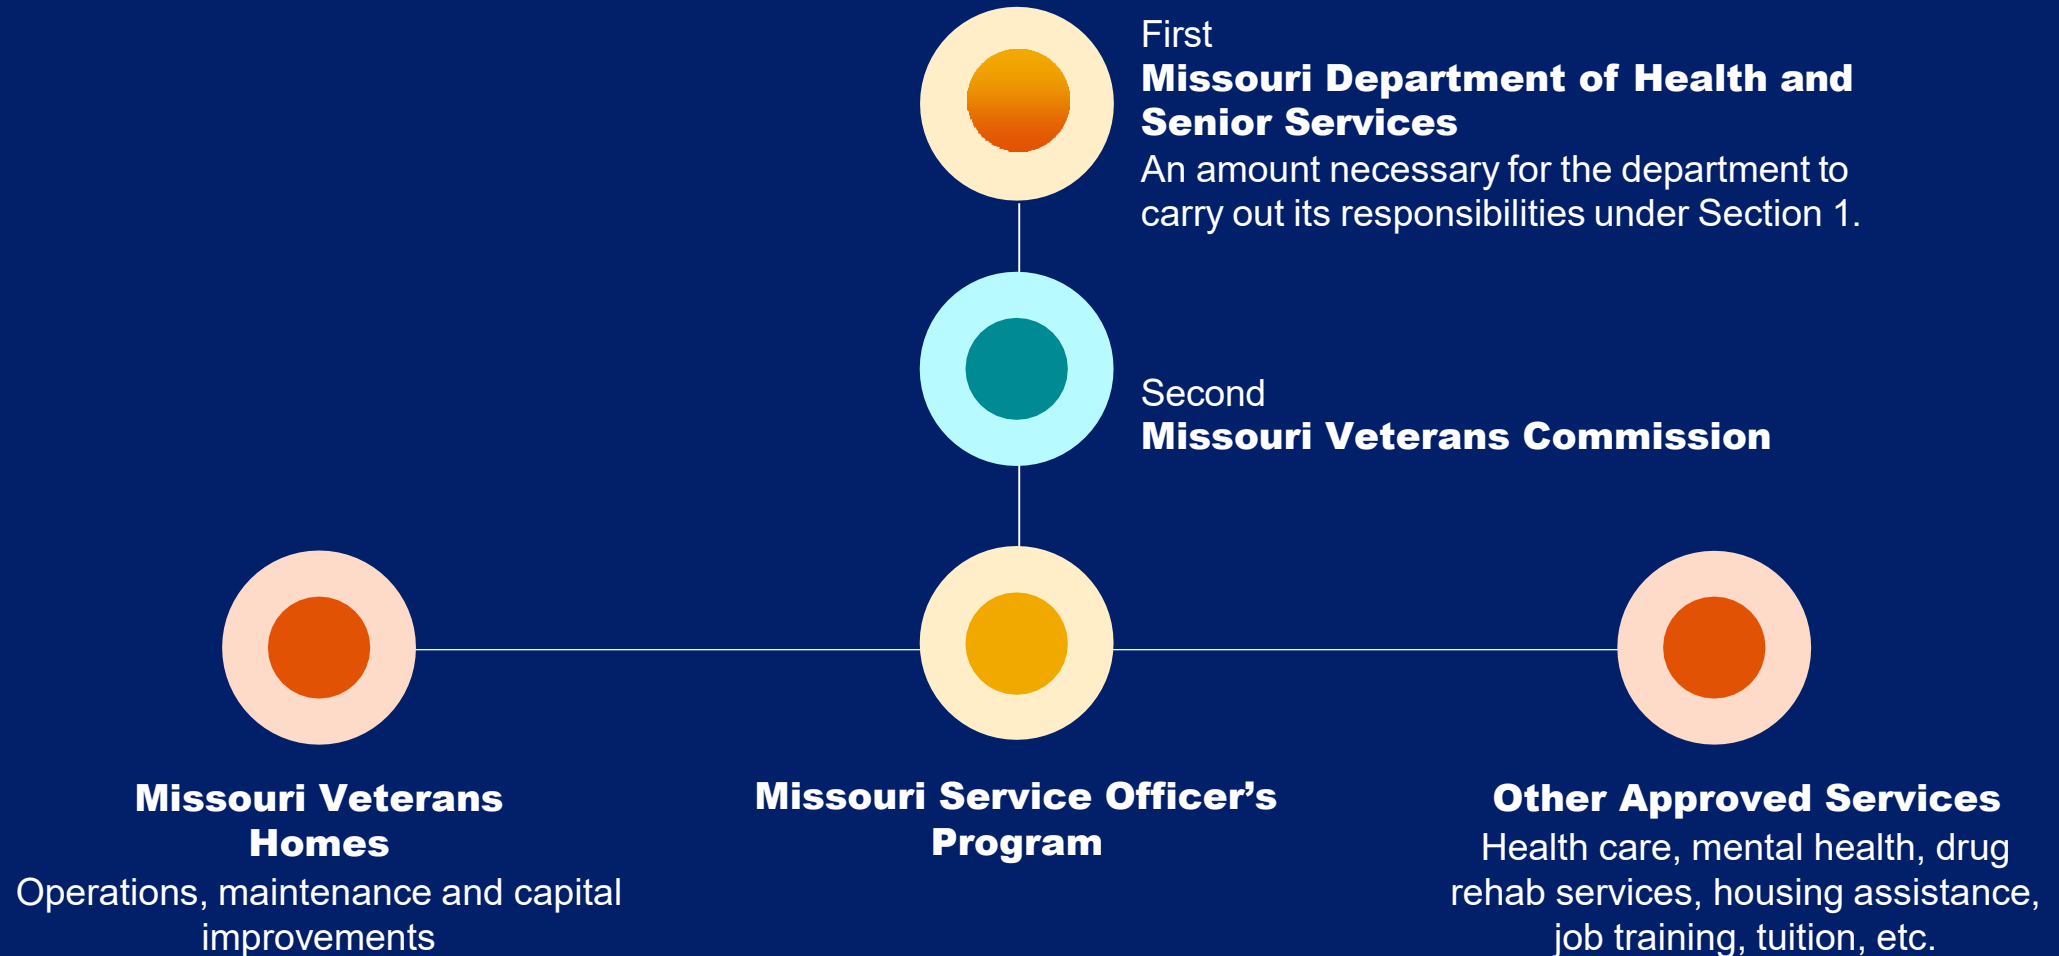 First
Missouri Department of Health and
Senior Services
An amount necessary for the department to
carry out its responsibilities under Section 1.
Second
Missouri Veterans Commission
Missouri Veterans
Homes
Operations, maintenance and capital
improvements
Missouri Service Officer’s
Program
Other Approved Services
Health care, mental health, drug
rehab services, housing assistance,
job training, tuition, etc.